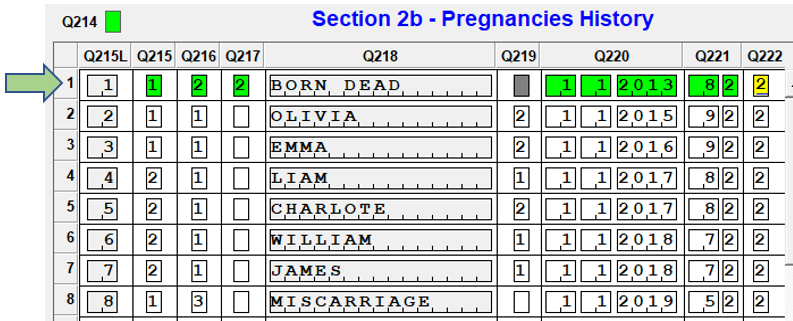 Q214 Section 2b - Pregnancies History
Q215L Q215 Q216 Q217 Q218 Q219 Q220 Q221 Q222
1 1 1 2 2 BORN DEAD 1 1 2013 8 2 2
2 2 1 1 OLIVIA 2 1 1 2015 9 2 2
3 3 1 1 EMMA 2 1 1 2016 9 2 2
4 4 2 1 LIAM 1 1 1 2017 8 2 2
5 5 2 1 CHARLOTE 2 1 1 2017 8 2 2
6 6 2 1 WILLIAM 1 1 1 2018 7 2 2
7 7 2 1 JAMES 1 1 1 2018 7 2 2
8 8 1 3 MISCARRIAGE 1 1 2019 5 2 2